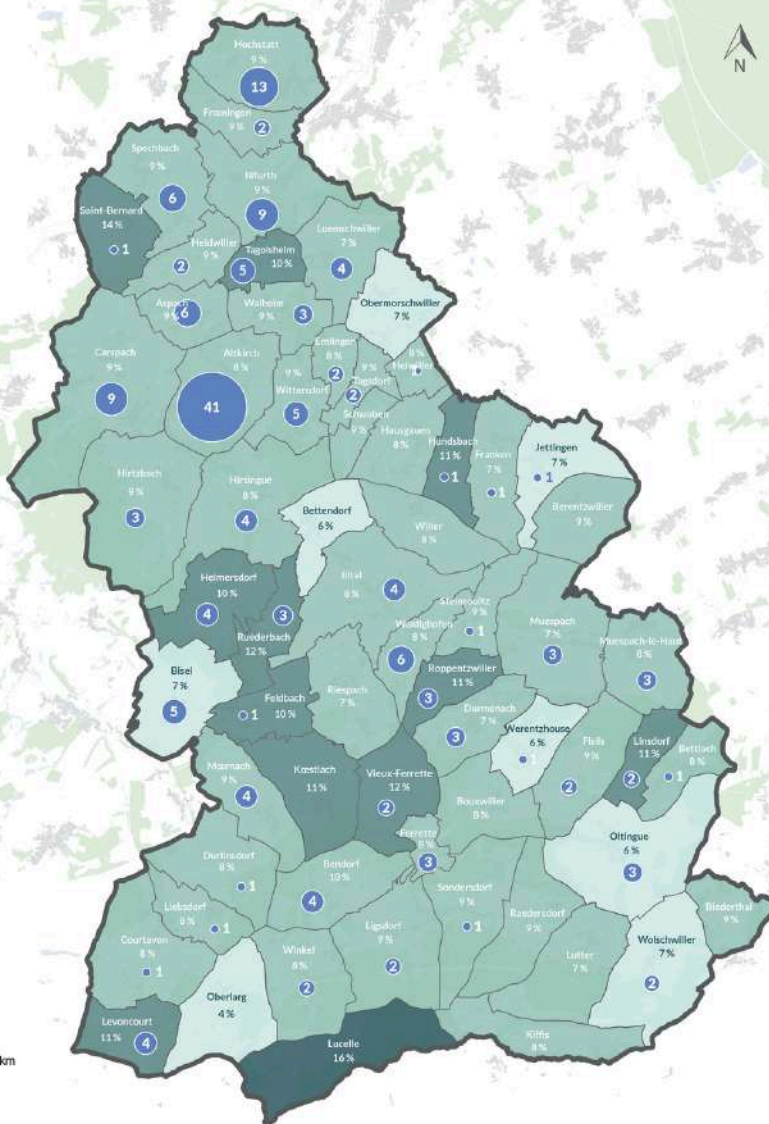 N
Hochstatt
9 %
13
Frœningen
9 %
2
Spechbach
9 %
6
Illfurth
9 %
9
Saint-Bernard
14 %
1
Heidwiller
9 %
2
Tagolsheim
10 %
5
Luemschwiller
7 %
4
Obermorschwiller
7 %
Aspach
9 %
6
Walheim
9 %
3
Emlingen
8 %
2
Carspach
9 %
9
Altkirch
8 %
41
9 %
Wittersdorf
5
9 %
Tagsdorf
2
8 %
Heiwiller
Schwoben
9 %
Hausgauen
8 %
Hundsbach
11 %
1
Franken
7 %
1
Jettingen
7 %
1
Berentzwiller
9 %
Hirtzbach
9 %
3
Hirsingue
8 %
4
Bettendorf
6 %
Willer
8 %
Heimersdorf
10 %
4
3
Ruederbach
12 %
Illtal
8 %
4
Steinsoultz
9 %
1
Waldighofen
8 %
6
Muespach
7 %
3
Muespach-le-Haut
8 %
3
Bisel
7 %
5
Feldbach
10 %
1
Riespach
7 %
Roppentzwiller
11 %
3
Durmenach
7 %
3
Werentzhouse
6 %
1
Fislis
9 %
2
Linsdorf
11 %
2
Bettlach
8 %
1
Mooslach
9 %
4
Kœstlach
11 %
Vieux-Ferrette
12 %
2
Bouxwiller
8 %
Ferrette
8 %
3
Oltingue
6 %
3
Durlinsdorf
8 %
1
Bendorf
10 %
4
Liebsdorf
8 %
1
Sondersdorf
9 %
1
Raedersdorf
9 %
Biederthal
9 %
Courtavon
8 %
1
Winkel
8 %
2
Ligsdorf
9 %
2
Lutter
7 %
Wolschwiller
7 %
2
Oberlarg
4 %
Levoncourt
11 %
4
Lucelle
16 %
Kiffis
8 %
km